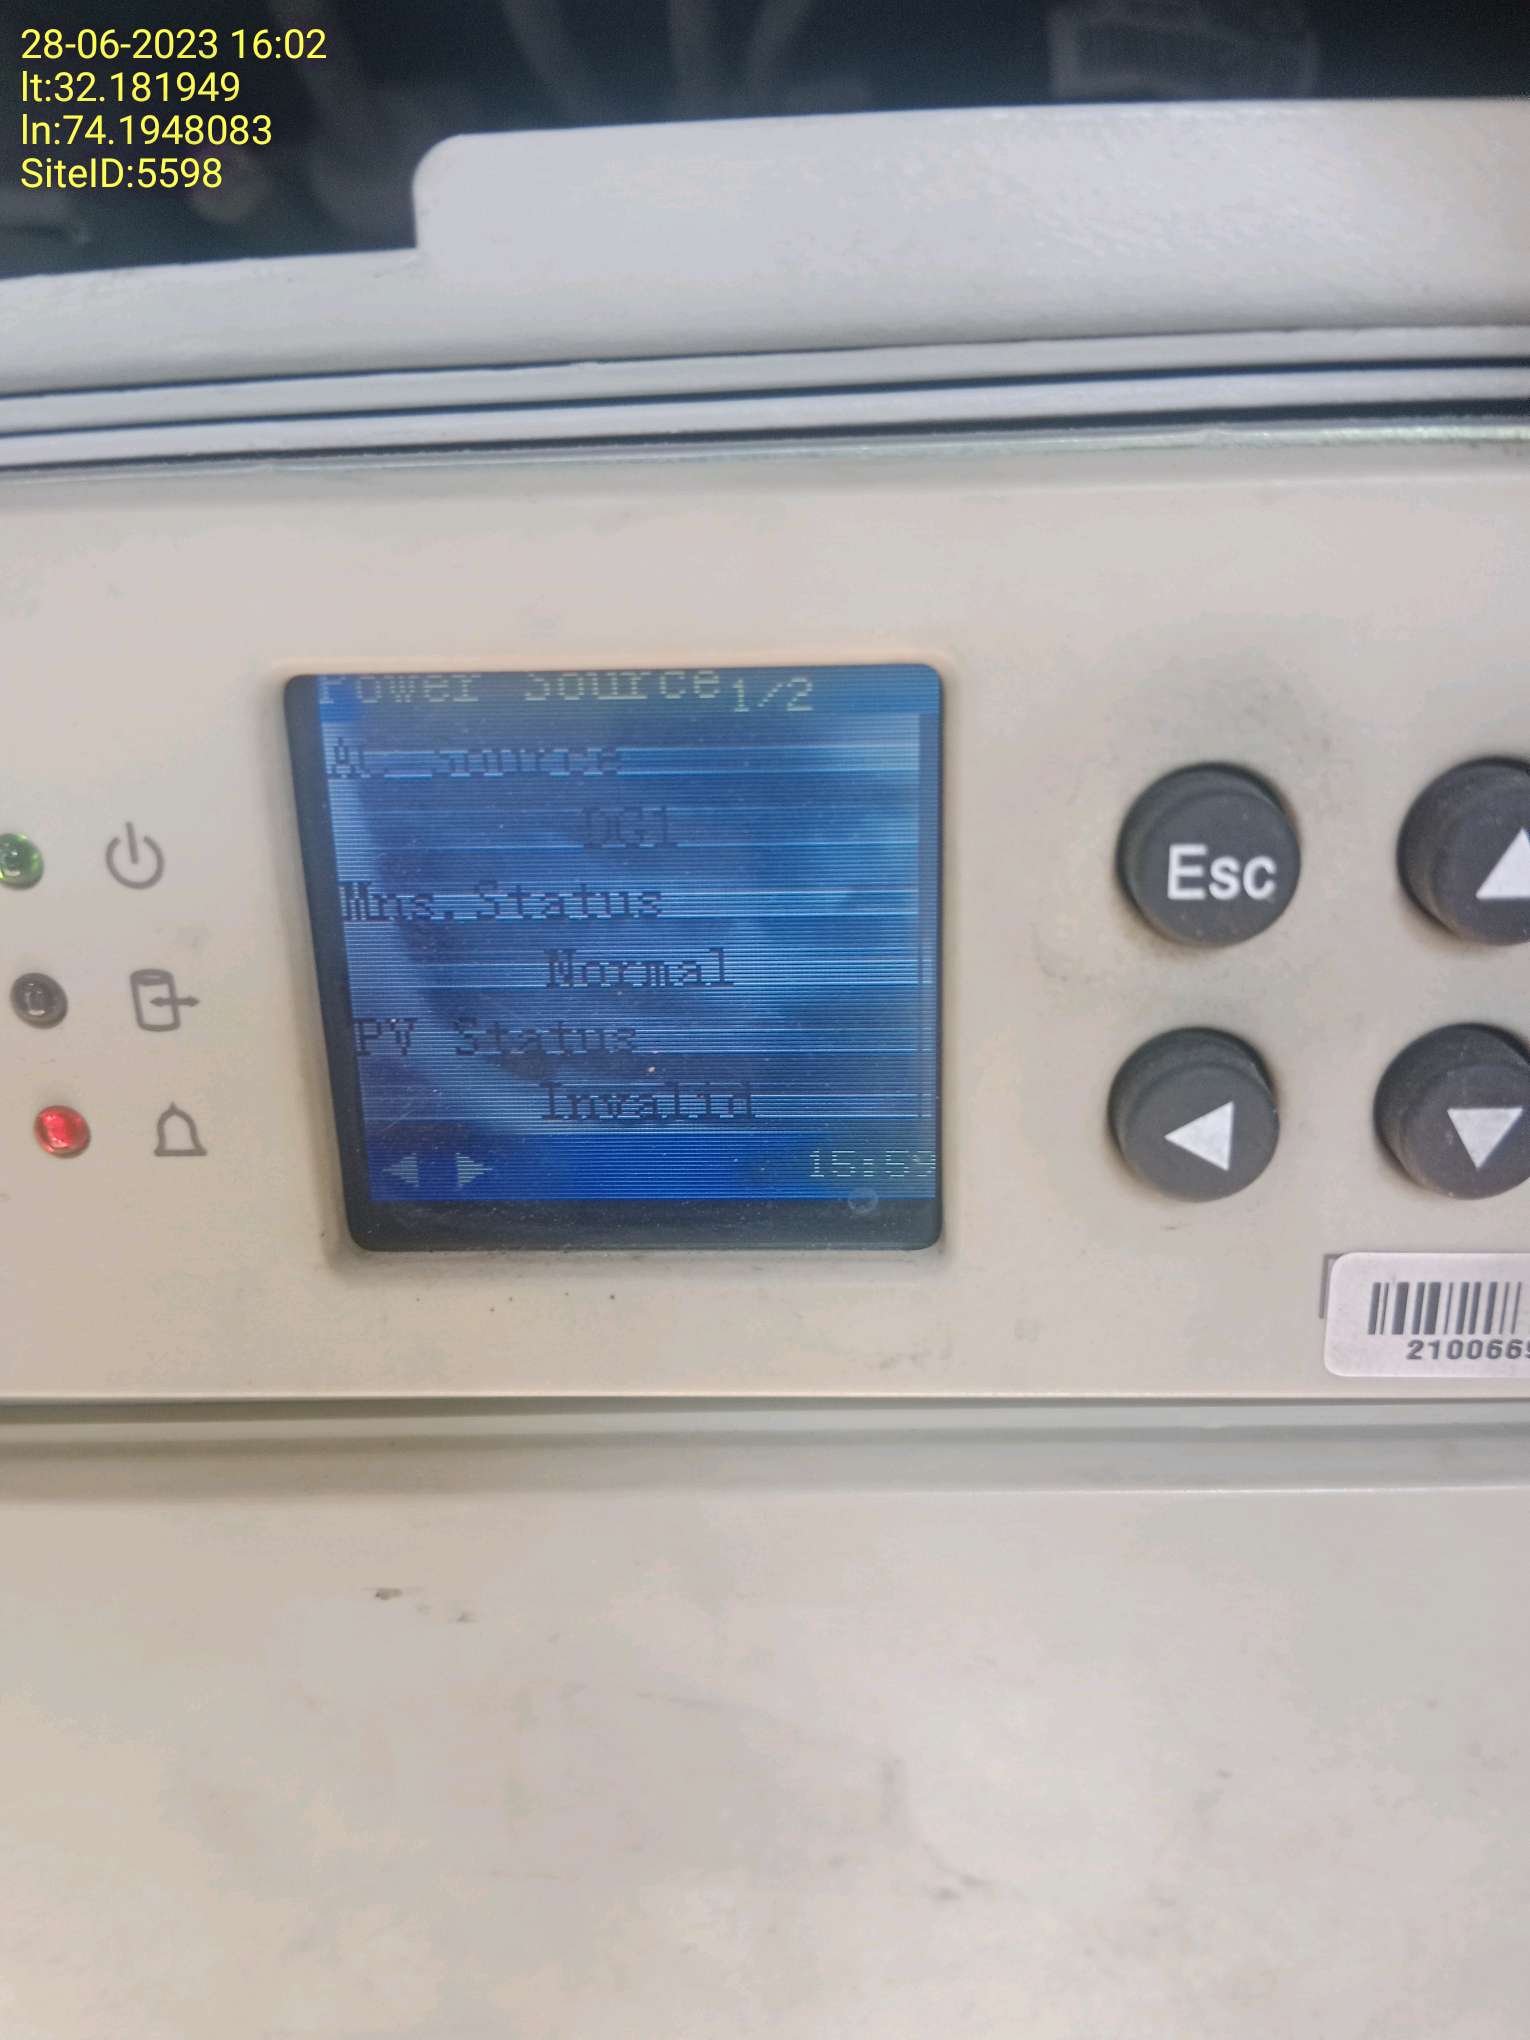 28-06-2023 16:02
lt:32.181949
ln:74.1948083
SiteID:5598
Power Source 1/2
AC source
DG1
Mns. Status
Normal
PV Status
Invalid
15:59
Esc
2100669